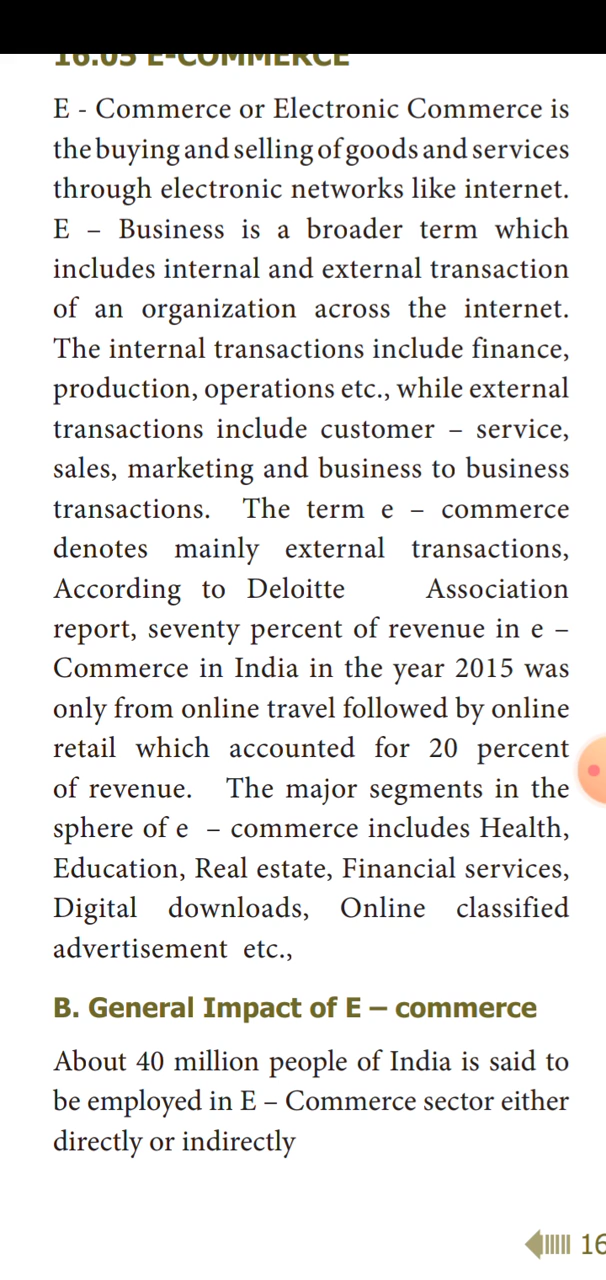 16.05 E-COMMERCE
E - Commerce or Electronic Commerce is
the buying and selling of goods and services
through electronic networks like internet.
E – Business is a broader term which
includes internal and external transaction
of an organization across the internet.
The internal transactions include finance,
production, operations etc., while external
transactions include customer – service,
sales, marketing and business to business
transactions. The term e – commerce
denotes mainly external transactions,
According to Deloitte Association
report, seventy percent of revenue in e –
Commerce in India in the year 2015 was
only from online travel followed by online
retail which accounted for 20 percent
of revenue. The major segments in the
sphere of e – commerce includes Health,
Education, Real estate, Financial services,
Digital downloads, Online classified
advertisement etc.,
B. General Impact of E – commerce
About 40 million people of India is said to
be employed in E – Commerce sector either
directly or indirectly